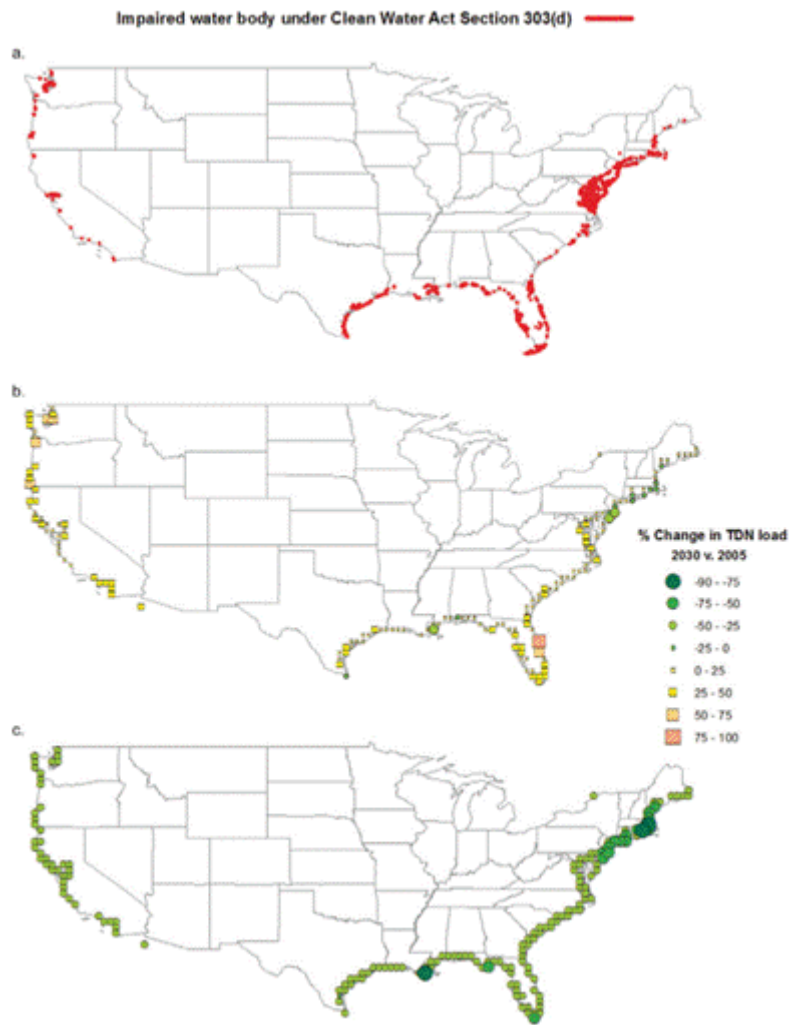 Impaired water body under Clean Water Act Section 303(d)
a.
b.
% Change in TDN load
2030 v. 2005
-90 - -75
-75 - -50
-50 - -25
-25 - 0
0 - 25
25 - 50
50 - 75
75 - 100
c.